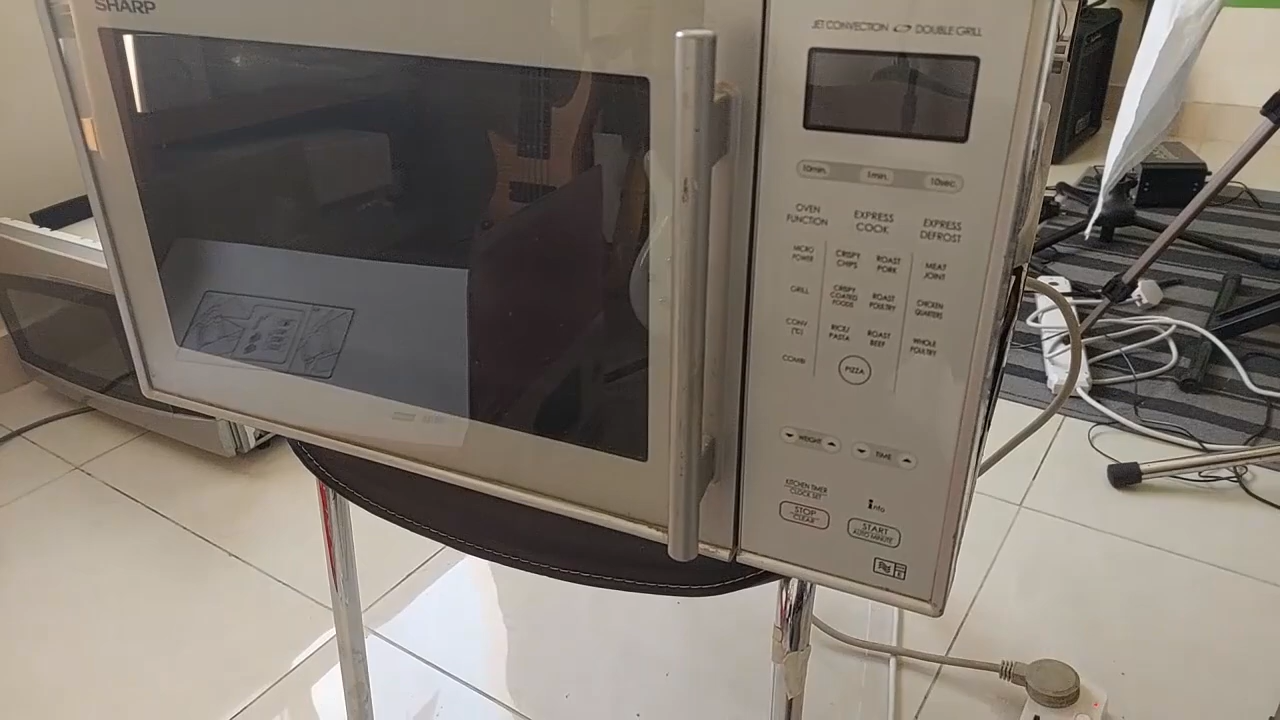 SHARP
JET CONVECTION DOUBLE GRILL
10min. 1min. 10sec.
OVEN FUNCTION
EXPRESS COOK
EXPRESS DEFROST
MICRO POWER
CRISPY CHIPS
ROAST PORK
MEAT JOINT
GRILL
CRISPY COATED FOODS
ROAST POULTRY
CHICKEN QUARTERS
CONV (°C)
RICE/ PASTA
ROAST BEEF
WHOLE POULTRY
COMBI
PIZZA
WEIGHT
TIME
KITCHEN TIMER
CLOCK SET
info
STOP
CLEAR
START
AUTO MINUTE